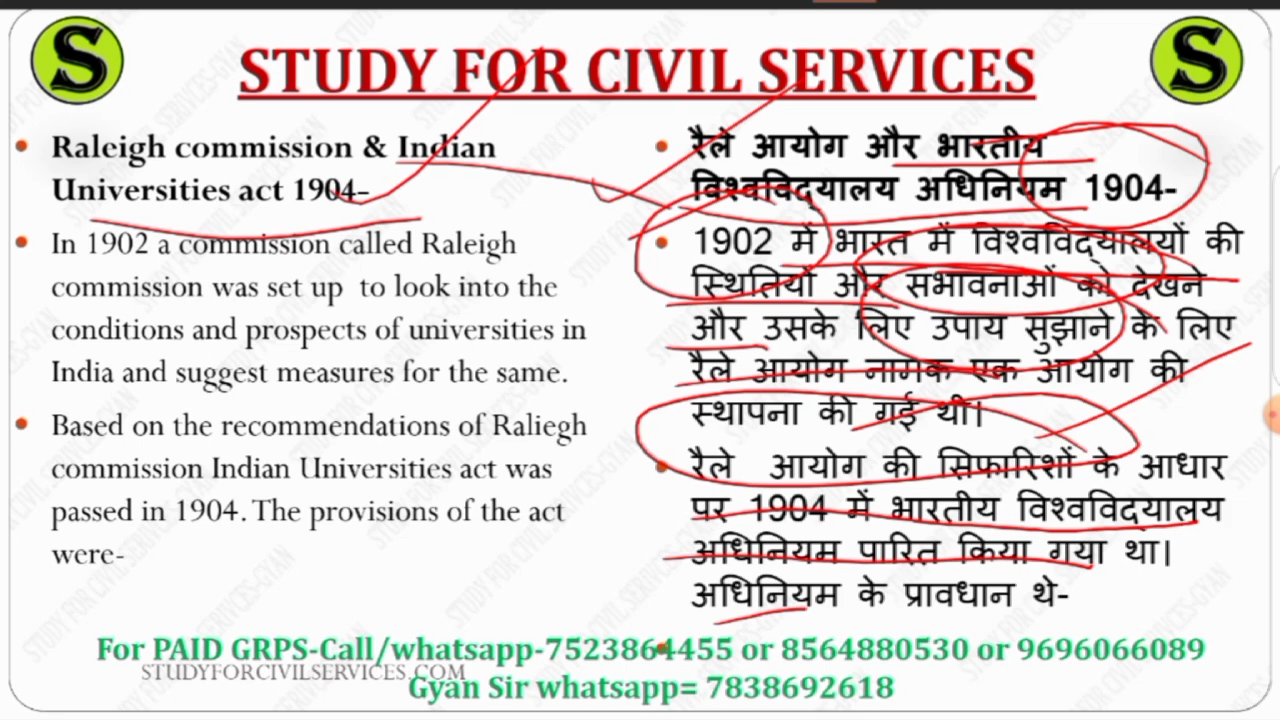 S
STUDY FOR CIVIL SERVICES
S
Raleigh commission & Indian
Universities act 1904-
In 1902 a commission called Raleigh
commission was set up to look into the
conditions and prospects of universities in
India and suggest measures for the same.
Based on the recommendations of Raliegh
commission Indian Universities act was
passed in 1904. The provisions of the act
were-
रैले आयोग और भारतीय
विश्वविद्यालय अधिनियम 1904-
1902 में भारत में विश्वविद्यालयों की
स्थितियों और संभावनाओं को देखने
और उसके लिए उपाय सुझाने के लिए
रैले आयोग नामक एक आयोग की
स्थापना की गई थी।
रैले आयोग की सिफारिशों के आधार
पर 1904 में भारतीय विश्वविद्यालय
अधिनियम पारित किया गया था।
अधिनियम के प्रावधान थे-
For PAID GRPS-Call/whatsapp-7523864455 or 8564880530 or 9696066089
STUDYFORCIVILSERVICES.COM
Gyan Sir whatsapp= 7838692618